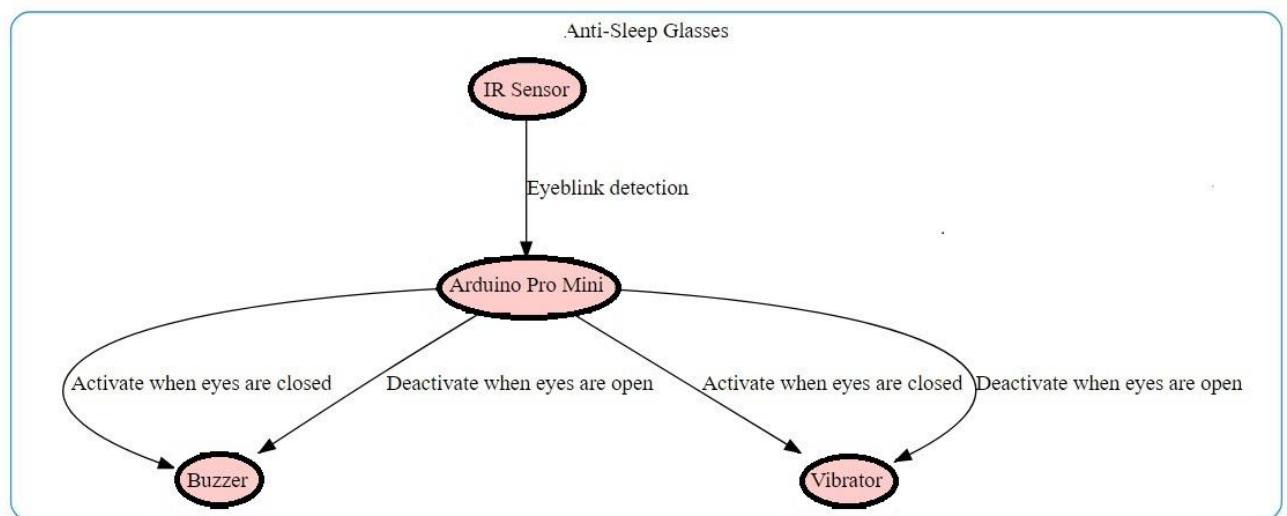 Anti-Sleep Glasses
IR Sensor
Eyeblink detection
Arduino Pro Mini
Activate when eyes are closed
Deactivate when eyes are open
Activate when eyes are closed
Deactivate when eyes are open
Buzzer
Vibrator